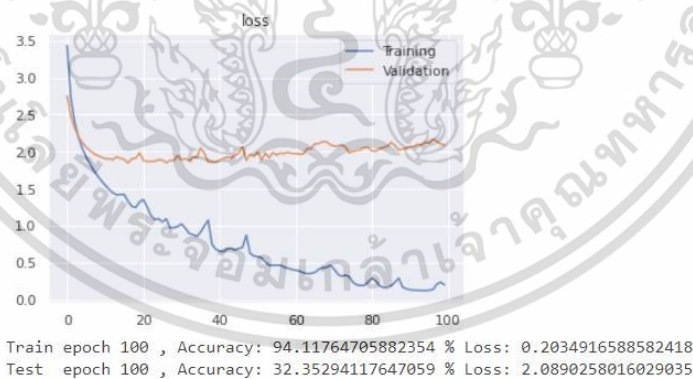 loss
3.5
3.0
2.5
2.0
1.5
1.0
0.5
0.0
Training
Validation
0 20 40 60 80 100
Train epoch 100 , Accuracy: 94.11764705882354 % Loss: 0.2034916588582418
Test epoch 100 , Accuracy: 32.35294117647059 % Loss: 2.0890258016029035